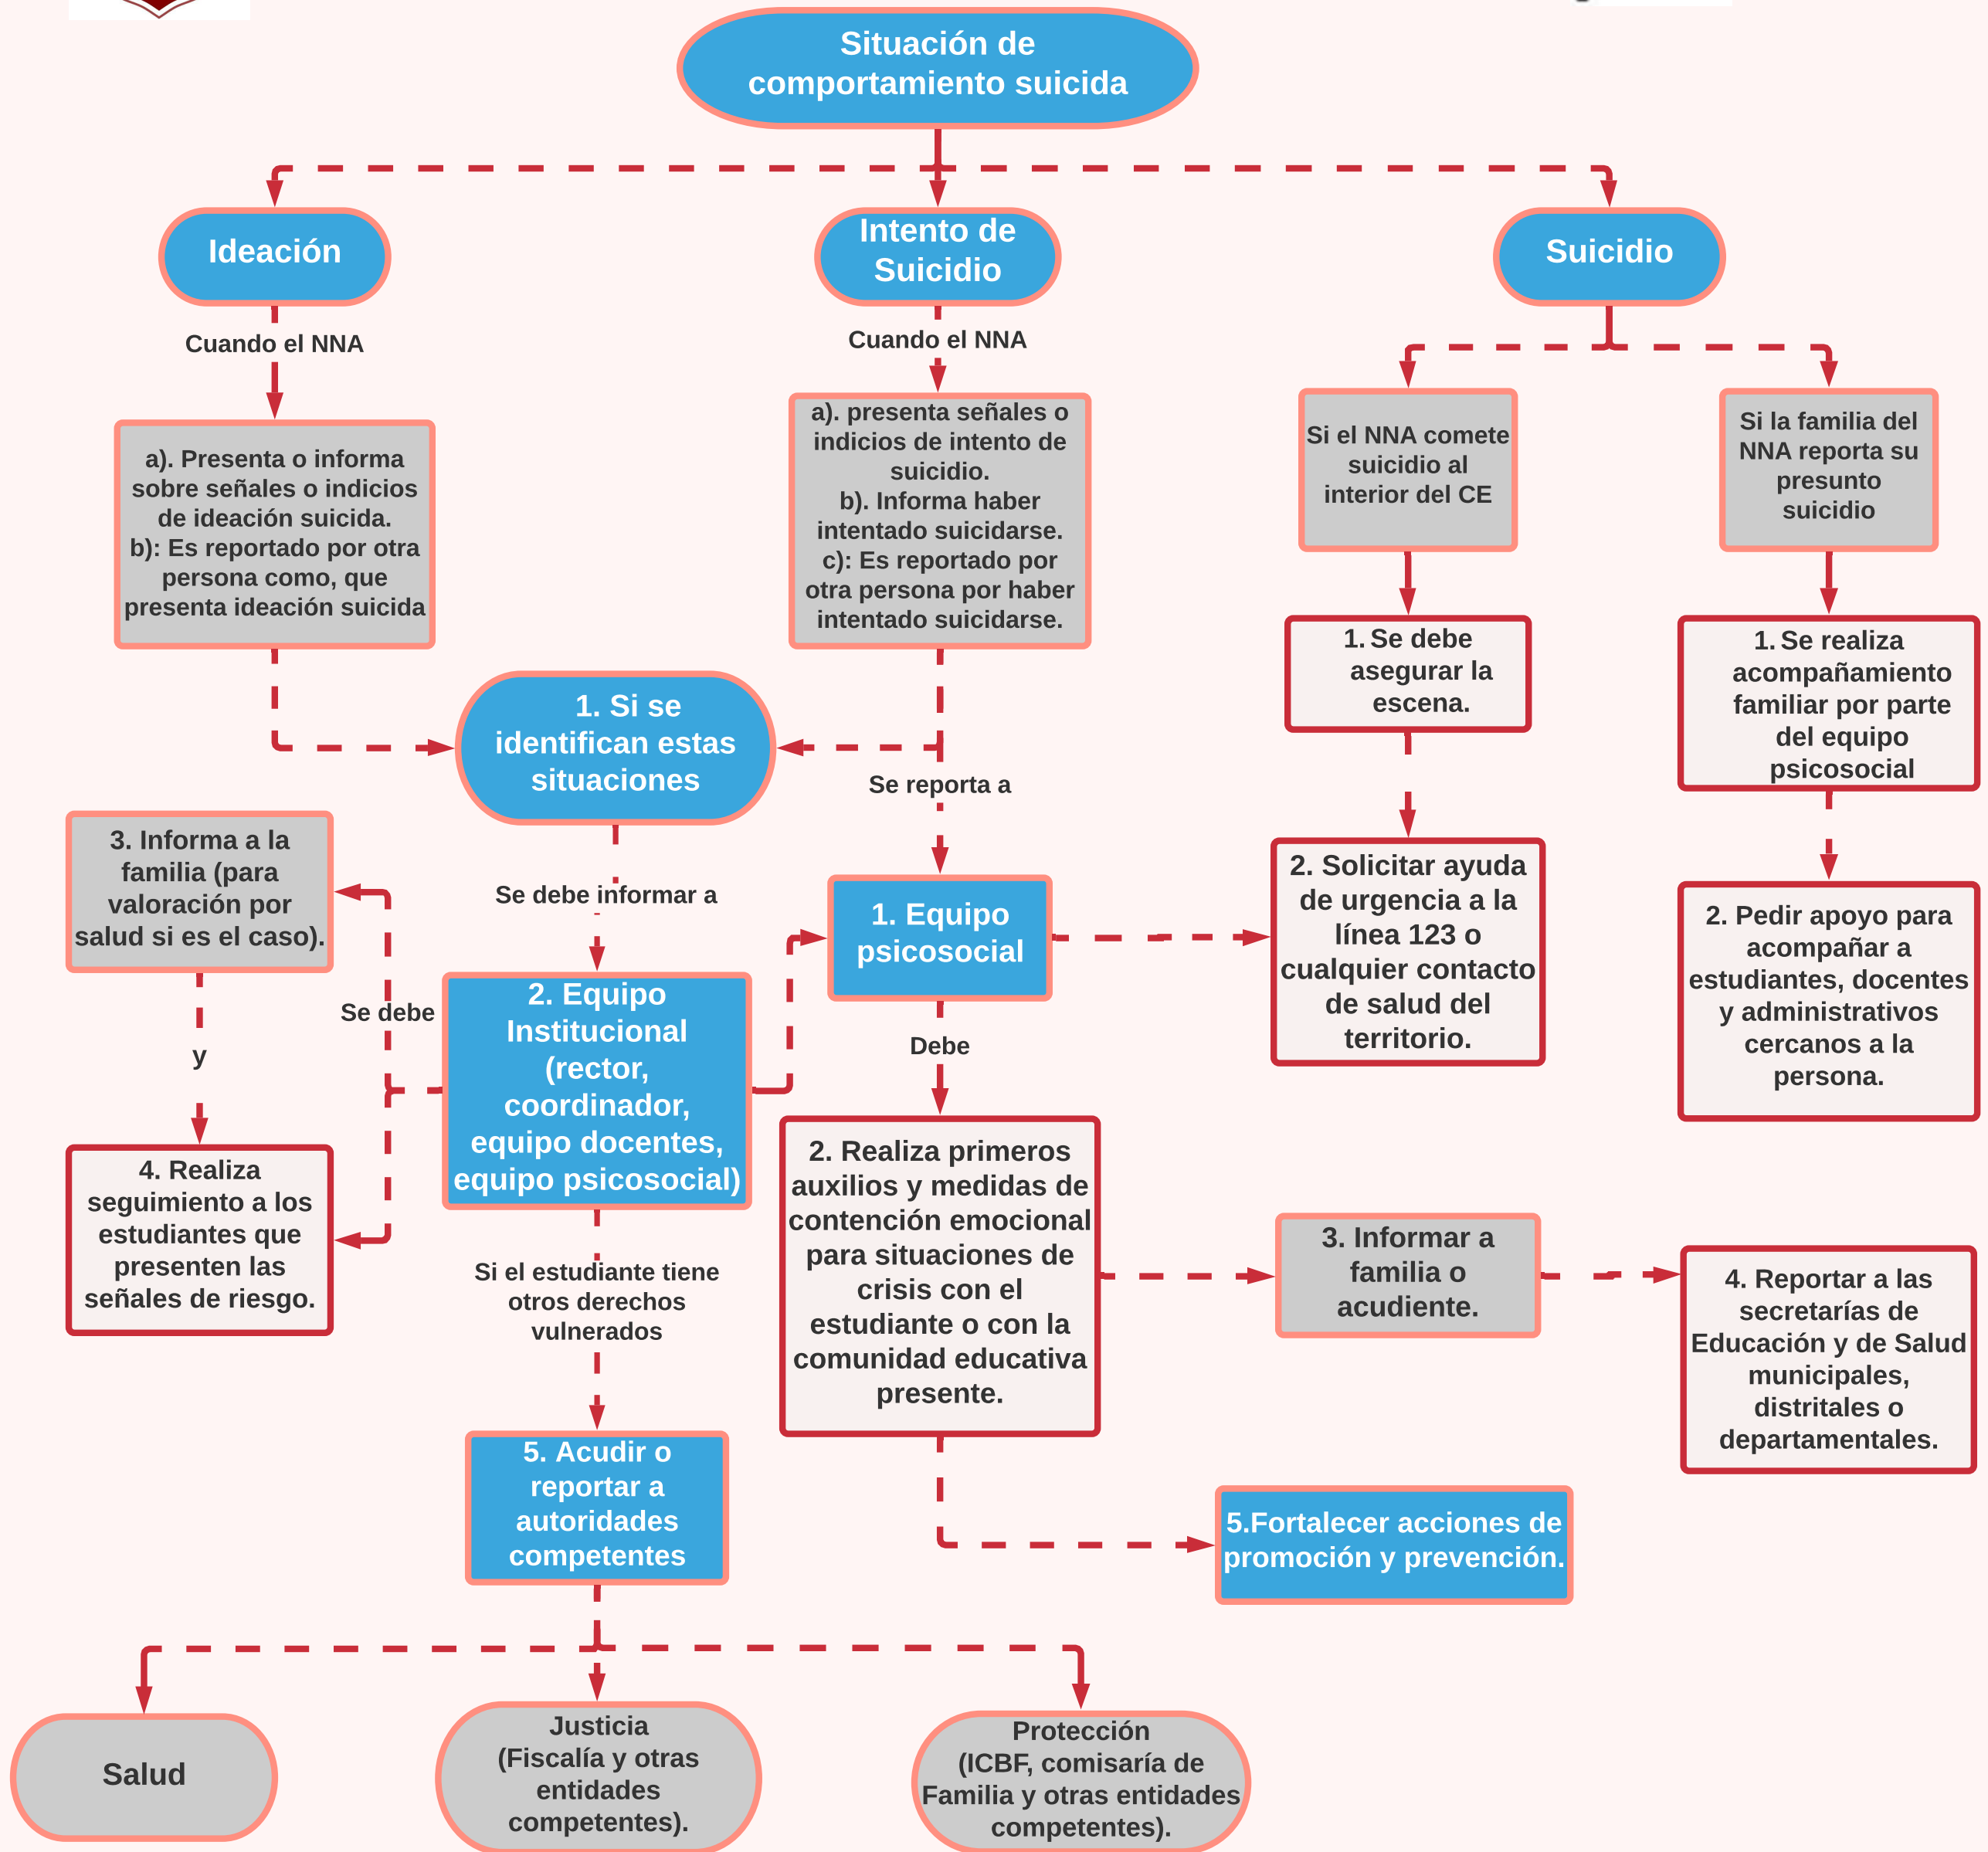 Situación de
comportamiento suicida
Ideación
Intento de
Suicidio
Suicidio
Cuando el NNA
Cuando el NNA
a). Presenta o informa
sobre señales o indicios
de ideación suicida.
b): Es reportado por otra
persona como, que
presenta ideación suicida
a). presenta señales o
indicios de intento de
suicidio.
b). Informa haber
intentado suicidarse.
c): Es reportado por
otra persona por haber
intentado suicidarse.
Si el NNA comete
suicidio al
interior del CE
Si la familia del
NNA reporta su
presunto
suicidio
1. Si se
identifican estas
situaciones
Se reporta a
1. Se debe
asegurar la
escena.
1. Se realiza
acompañamiento
familiar por parte
del equipo
psicosocial
3. Informa a la
familia (para
valoración por
salud si es el caso).
Se debe informar a
1. Equipo
psicosocial
2. Solicitar ayuda
de urgencia a la
línea 123 o
cualquier contacto
de salud del
territorio.
2. Pedir apoyo para
acompañar a
estudiantes, docentes
y administrativos
cercanos a la
persona.
Se debe
y
2. Equipo
Institucional
(rector,
coordinador,
equipo docentes,
equipo psicosocial)
Debe
4. Realiza
seguimiento a los
estudiantes que
presenten las
señales de riesgo.
2. Realiza primeros
auxilios y medidas de
contención emocional
para situaciones de
crisis con el
estudiante o con la
comunidad educativa
presente.
3. Informar a
familia o
acudiente.
4. Reportar a las
secretarías de
Educación y de Salud
municipales,
distritales o
departamentales.
Si el estudiante tiene
otros derechos
vulnerados
5. Acudir o
reportar a
autoridades
competentes
5.Fortalecer acciones de
promoción y prevención.
Salud
Justicia
(Fiscalía y otras
entidades
competentes).
Protección
(ICBF, comisaría de
Familia y otras entidades
competentes).